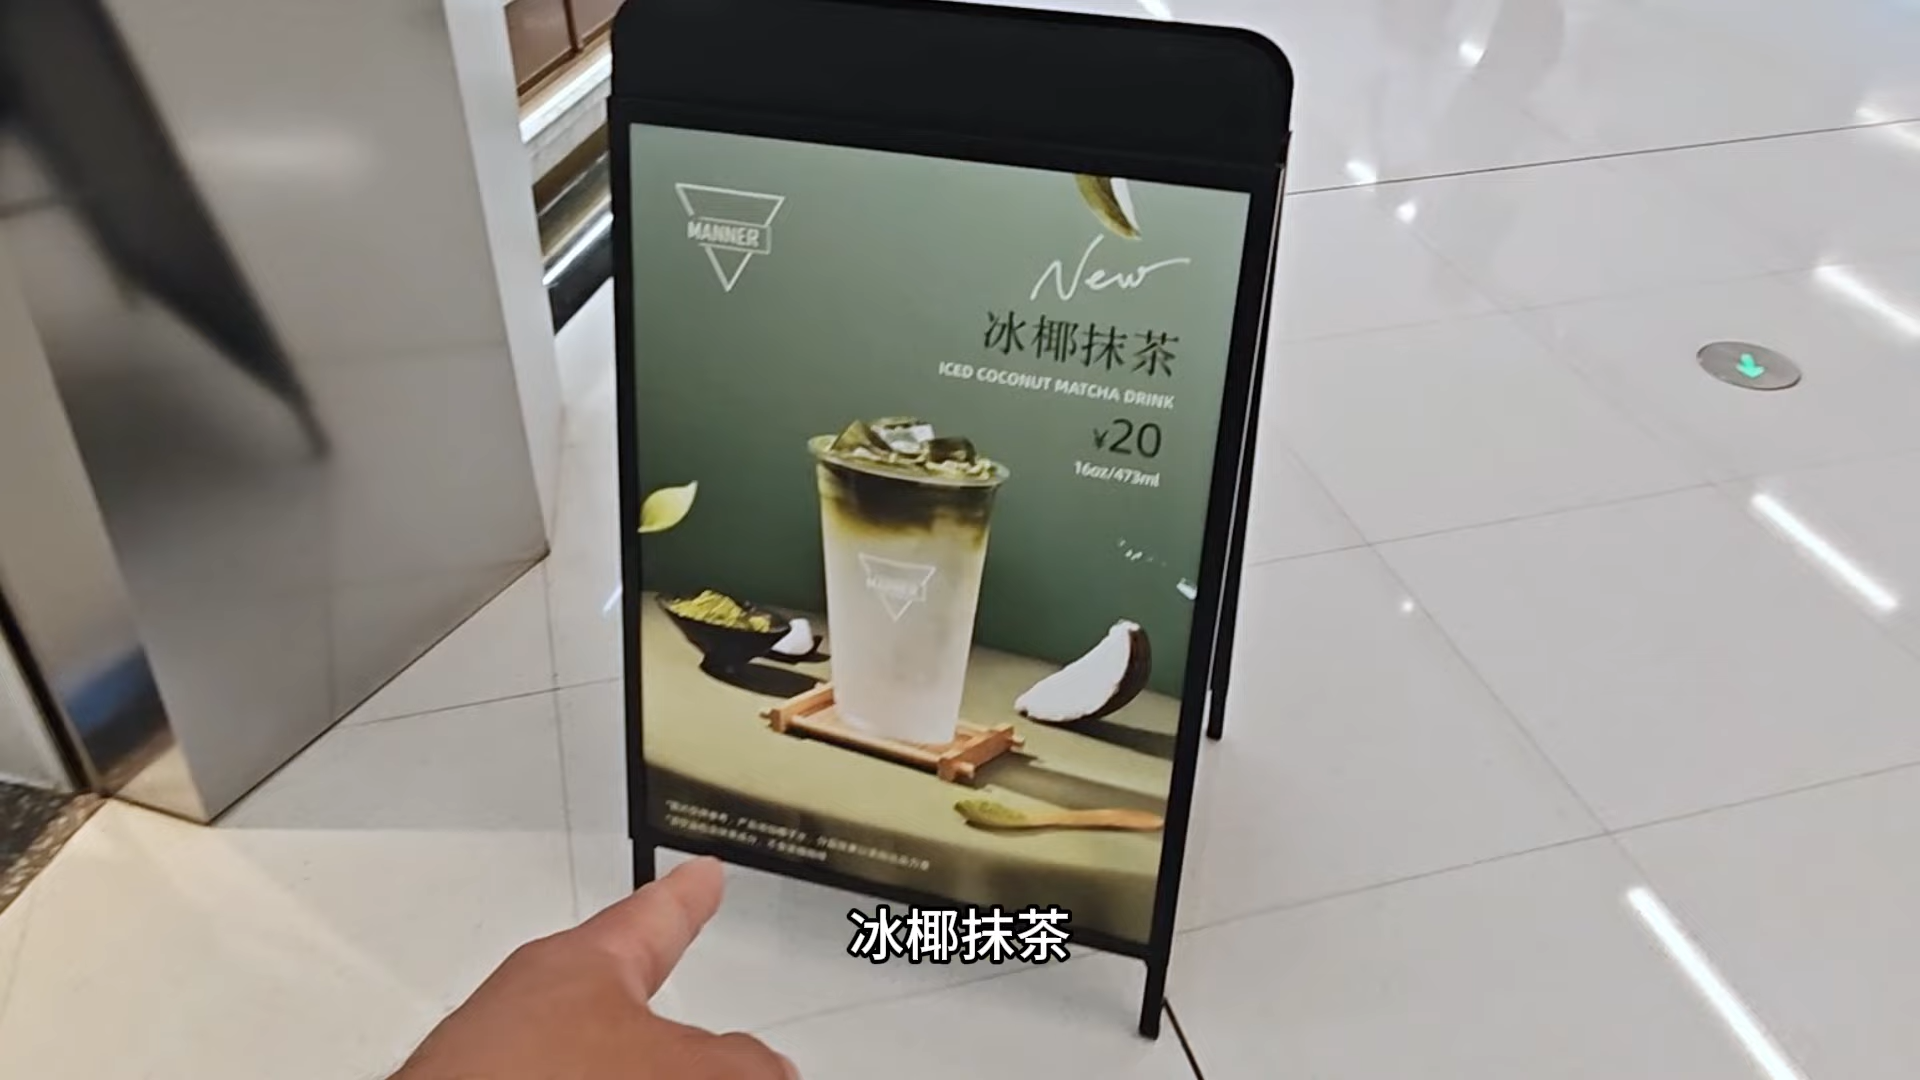 MANNER
New
冰椰抹茶
ICED COCONUT MATCHA DRINK
¥20
16oz/473ml
MANNER
冰椰抹茶